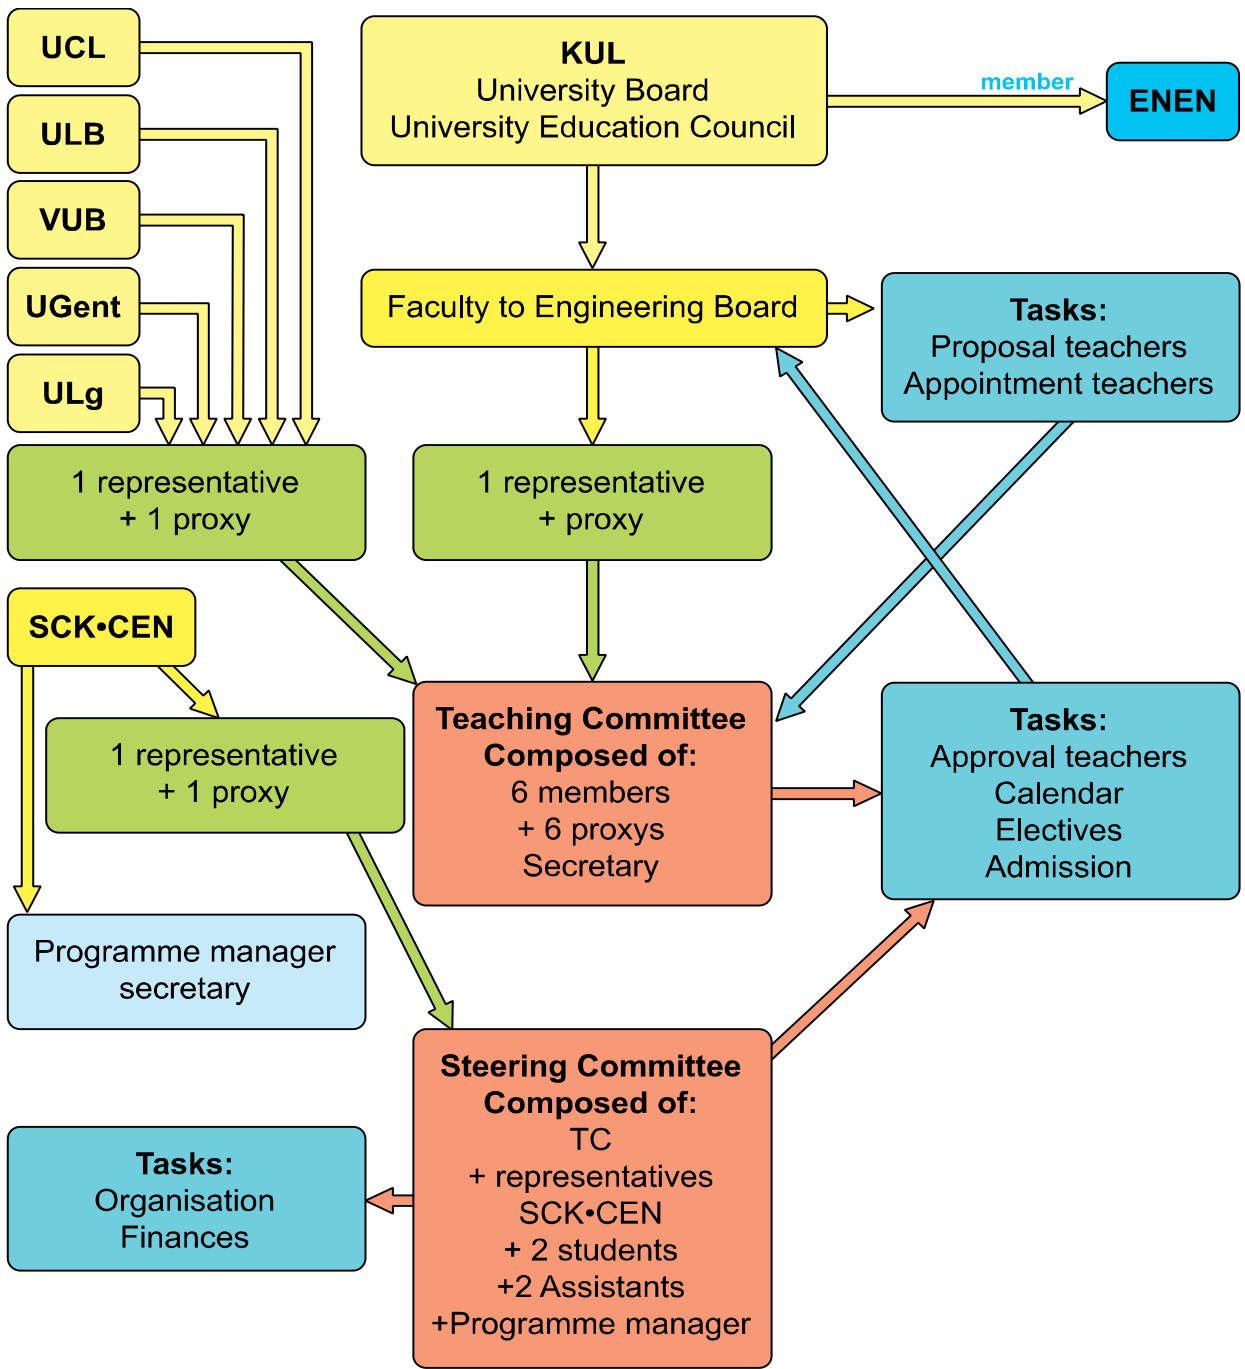 UCL
ULB
VUB
UGent
ULg
KUL
University Board
University Education Council
member
ENEN
Faculty to Engineering Board
Tasks:
Proposal teachers
Appointment teachers
1 representative
+ 1 proxy
1 representative
+ proxy
SCK•CEN
1 representative
+ 1 proxy
Teaching Committee
Composed of:
6 members
+ 6 proxys
Secretary
Tasks:
Approval teachers
Calendar
Electives
Admission
Programme manager
secretary
Steering Committee
Composed of:
TC
+ representatives
SCK•CEN
+ 2 students
+2 Assistants
+Programme manager
Tasks:
Organisation
Finances